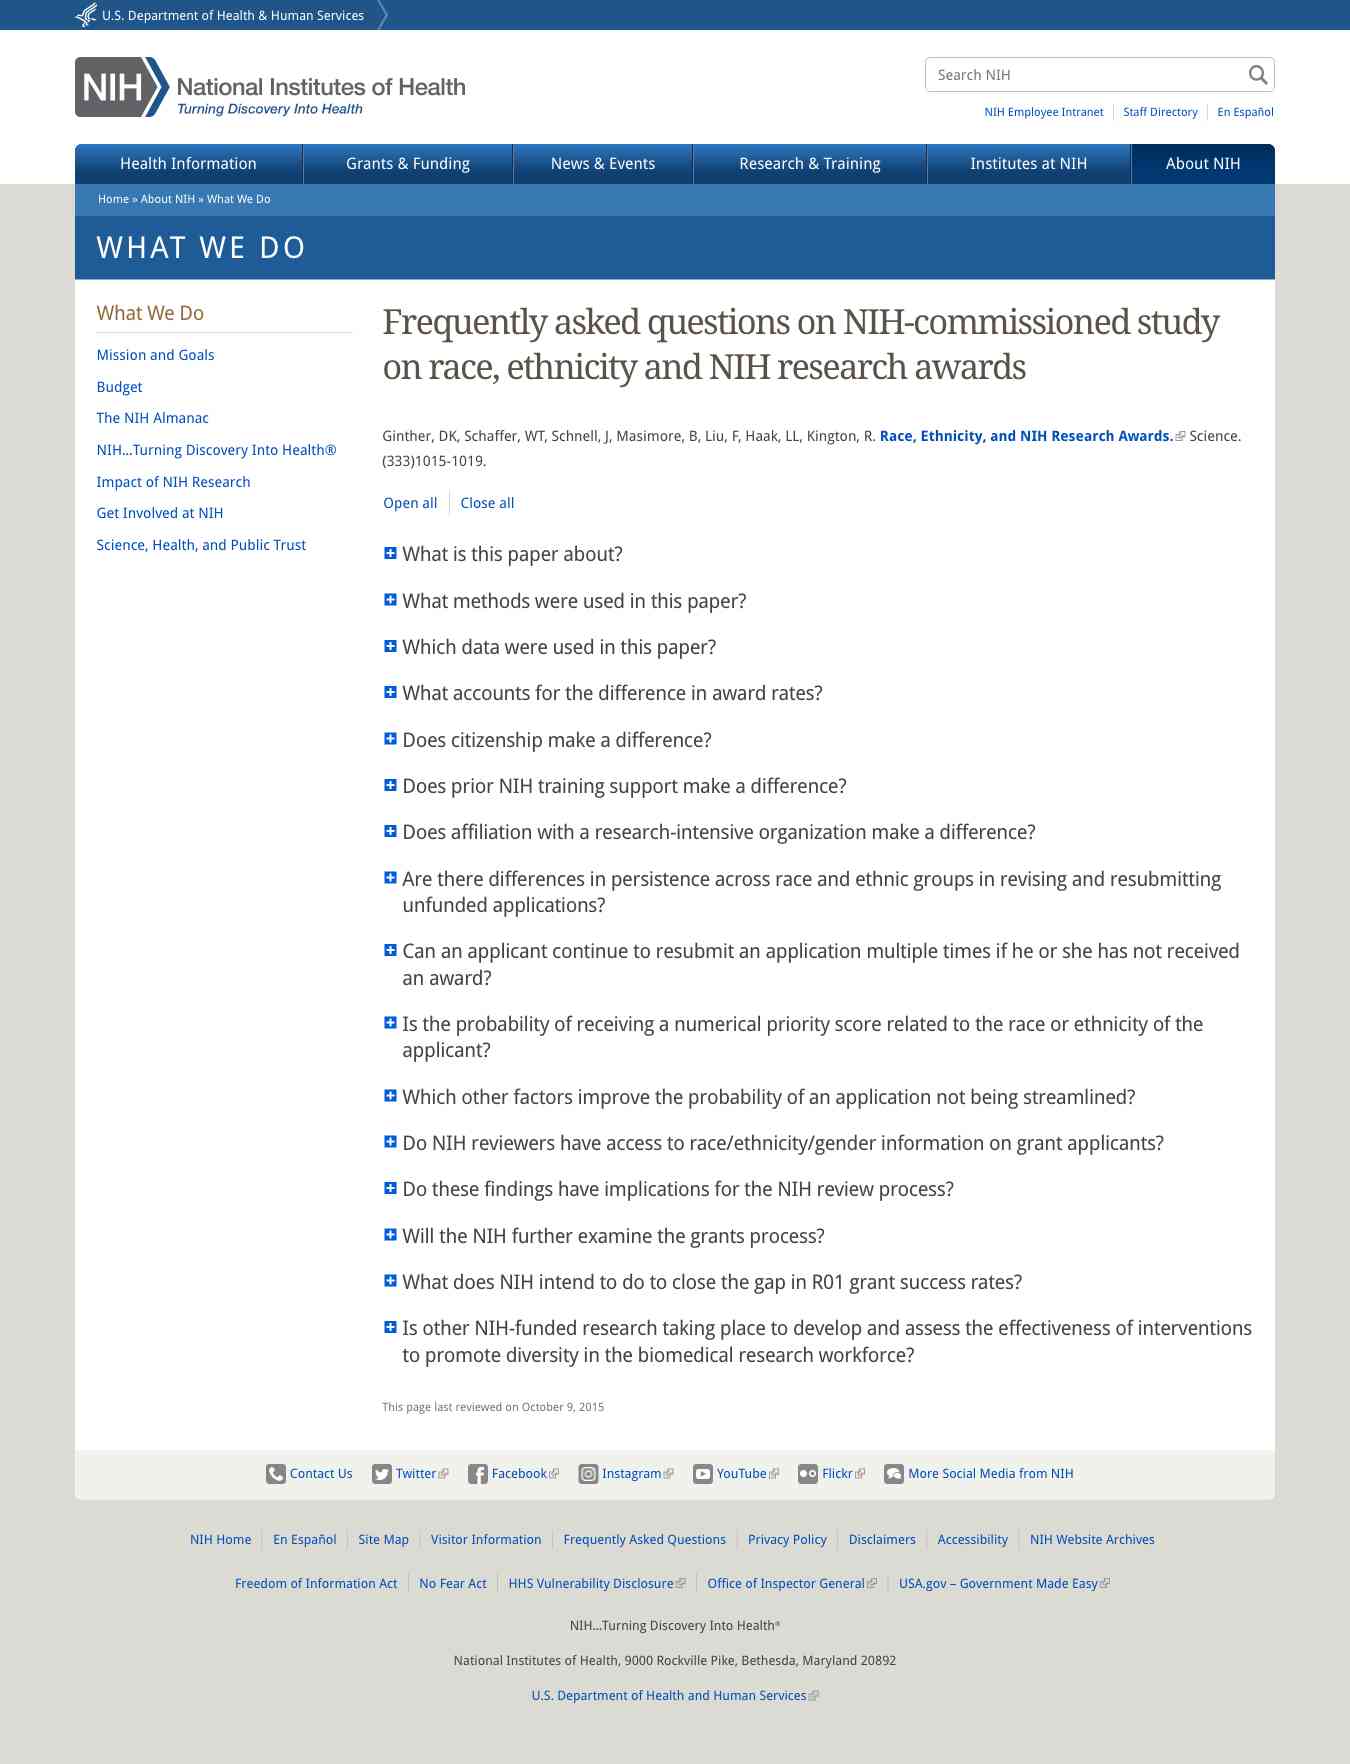 U.S. Department of Health & Human Services
NIH National Institutes of Health
Turning Discovery Into Health
Search NIH
NIH Employee Intranet Staff Directory En Español
Health Information Grants & Funding News & Events Research & Training Institutes at NIH About NIH
Home » About NIH » What We Do
WHAT WE DO
What We Do
Mission and Goals
Budget
The NIH Almanac
NIH...Turning Discovery Into Health®
Impact of NIH Research
Get Involved at NIH
Science, Health, and Public Trust
Frequently asked questions on NIH-commissioned study
on race, ethnicity and NIH research awards
Ginther, DK, Schaffer, WT, Schnell, J, Masimore, B, Liu, F, Haak, LL, Kington, R. Race, Ethnicity, and NIH Research Awards. Science.
(333)1015-1019.
Open all Close all
What is this paper about?
What methods were used in this paper?
Which data were used in this paper?
What accounts for the difference in award rates?
Does citizenship make a difference?
Does prior NIH training support make a difference?
Does affiliation with a research-intensive organization make a difference?
Are there differences in persistence across race and ethnic groups in revising and resubmitting
unfunded applications?
Can an applicant continue to resubmit an application multiple times if he or she has not received
an award?
Is the probability of receiving a numerical priority score related to the race or ethnicity of the
applicant?
Which other factors improve the probability of an application not being streamlined?
Do NIH reviewers have access to race/ethnicity/gender information on grant applicants?
Do these findings have implications for the NIH review process?
Will the NIH further examine the grants process?
What does NIH intend to do to close the gap in R01 grant success rates?
Is other NIH-funded research taking place to develop and assess the effectiveness of interventions
to promote diversity in the biomedical research workforce?
This page last reviewed on October 9, 2015
Contact Us Twitter Facebook Instagram YouTube Flickr More Social Media from NIH
NIH Home En Español Site Map Visitor Information Frequently Asked Questions Privacy Policy Disclaimers Accessibility NIH Website Archives
Freedom of Information Act No Fear Act HHS Vulnerability Disclosure Office of Inspector General USA.gov – Government Made Easy
NIH...Turning Discovery Into Health®
National Institutes of Health, 9000 Rockville Pike, Bethesda, Maryland 20892
U.S. Department of Health and Human Services